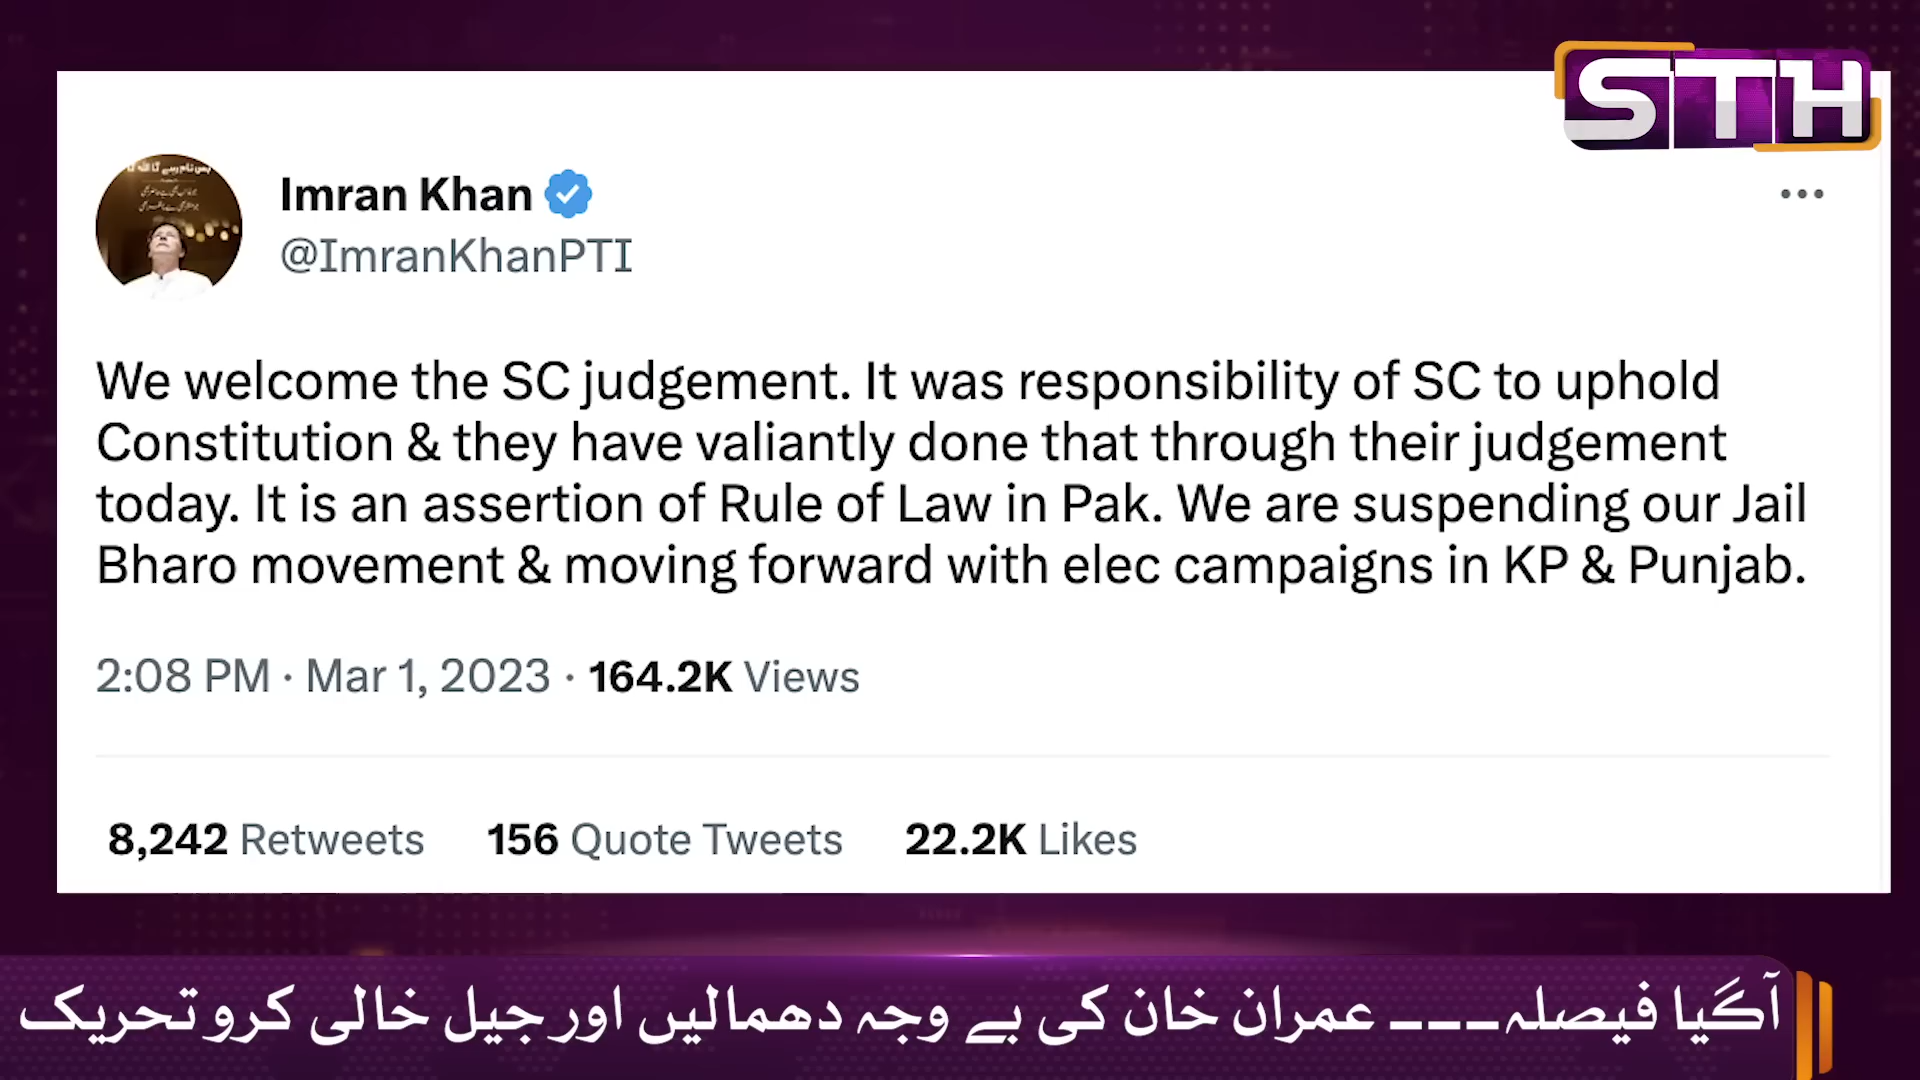 STH
Imran Khan
@ImranKhanPTI
We welcome the SC judgement. It was responsibility of SC to uphold
Constitution & they have valiantly done that through their judgement
today. It is an assertion of Rule of Law in Pak. We are suspending our Jail
Bharo movement & moving forward with elec campaigns in KP & Punjab.
2:08 PM · Mar 1, 2023 · 164.2K Views
8,242 Retweets 156 Quote Tweets 22.2K Likes
آگیا فیصلہ۔۔۔ عمران خان کی بے وجہ دھمالیں اور جیل خالی کرو تحریک